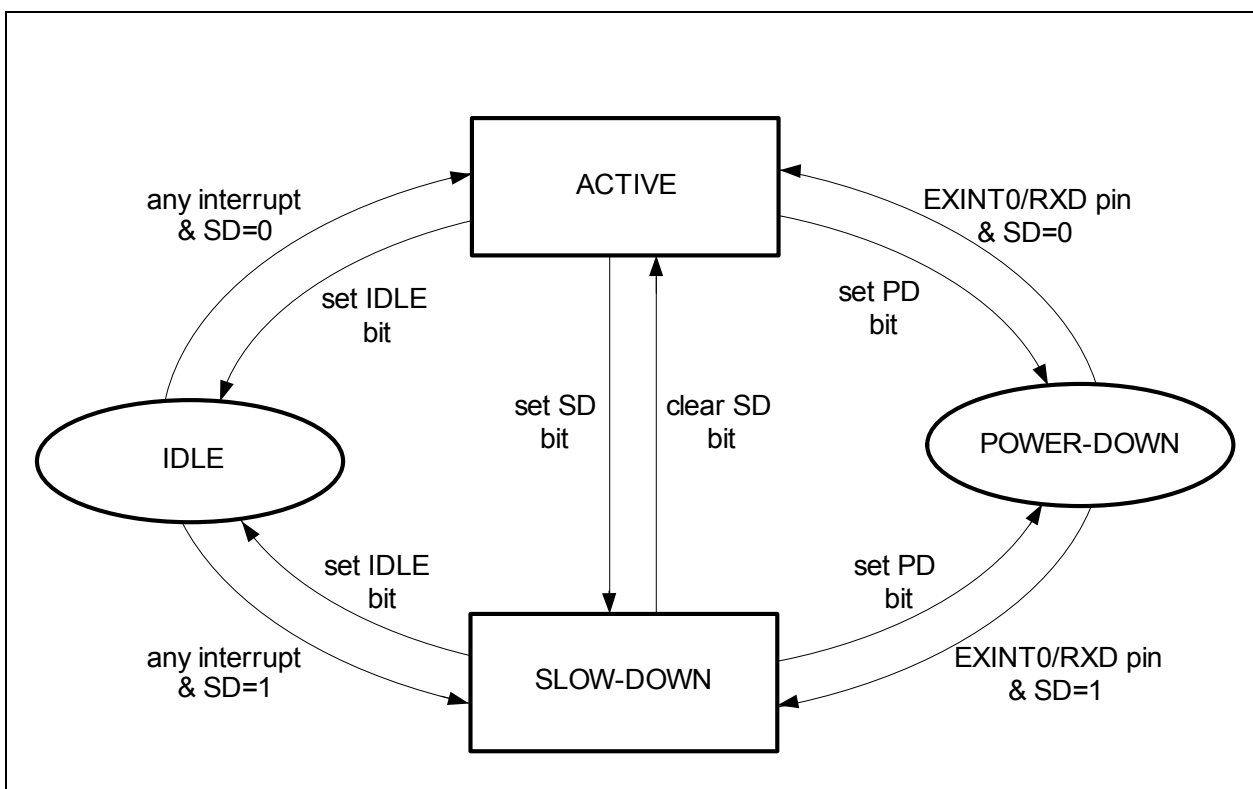 ACTIVE
any interrupt
& SD=0
EXINT0/RXD pin
& SD=0
set IDLE
bit
set PD
bit
set SD
bit
clear SD
bit
IDLE
POWER-DOWN
set IDLE
bit
set PD
bit
any interrupt
& SD=1
SLOW-DOWN
EXINT0/RXD pin
& SD=1